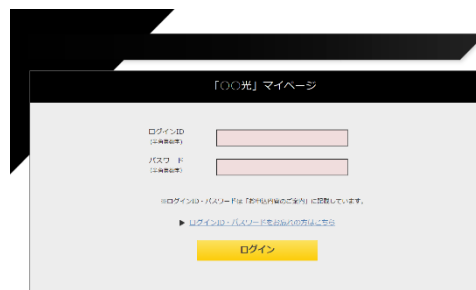 「○○光」マイページ
ログインID
(半角英数字)
パスワード
(半角英数字)
※ログインID・パスワードは「お申込内容のご案内」に記載しています。
▶ ログインID・パスワードをお忘れの方はこちら
ログイン